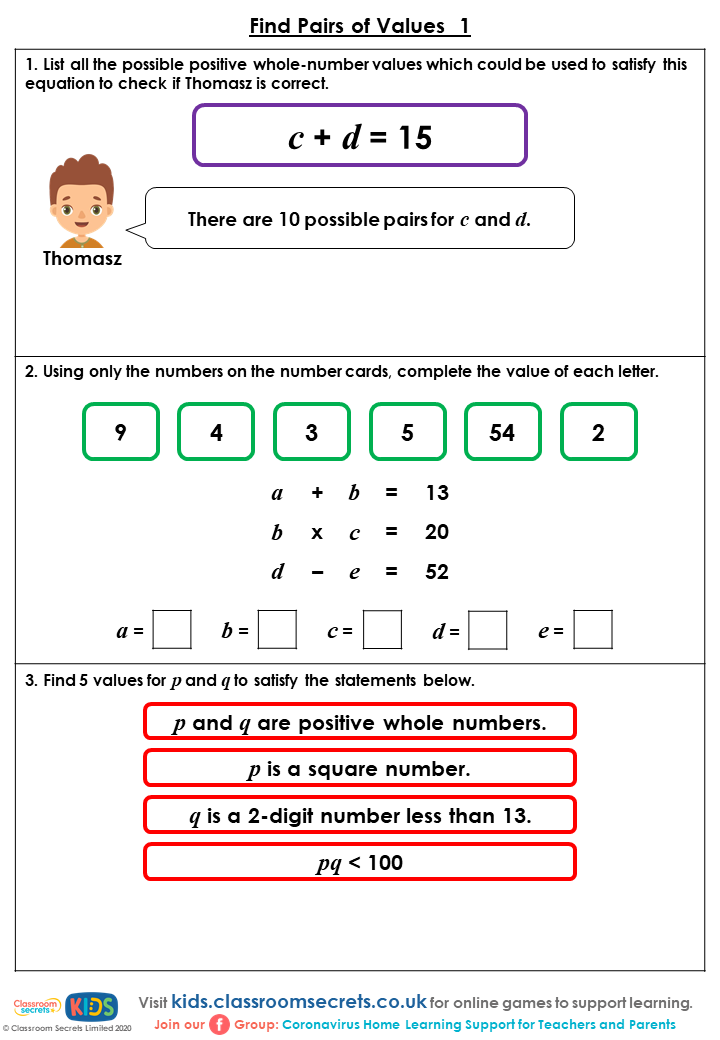 Find Pairs of Values 1
1. List all the possible positive whole-number values which could be used to satisfy this
equation to check if Thomasz is correct.
c + d = 15
There are 10 possible pairs for c and d.
Thomasz
2. Using only the numbers on the number cards, complete the value of each letter.
9 4 3 5 54 2
a + b = 13
b x c = 20
d – e = 52
a = b = c = d = e =
3. Find 5 values for p and q to satisfy the statements below.
p and q are positive whole numbers.
p is a square number.
q is a 2-digit number less than 13.
pq < 100
Classroom
secrets
KIDS
© Classroom Secrets Limited 2020
Visit kids.classroomsecrets.co.uk for online games to support learning.
Join our f Group: Coronavirus Home Learning Support for Teachers and Parents